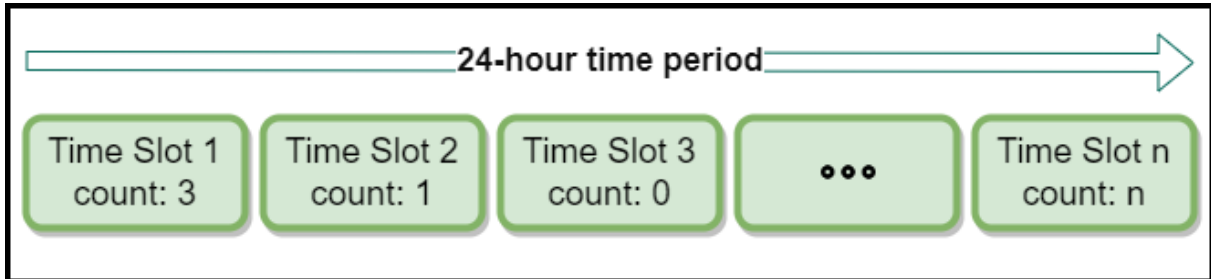 24-hour time period
Time Slot 1
count: 3
Time Slot 2
count: 1
Time Slot 3
count: 0
Time Slot n
count: n